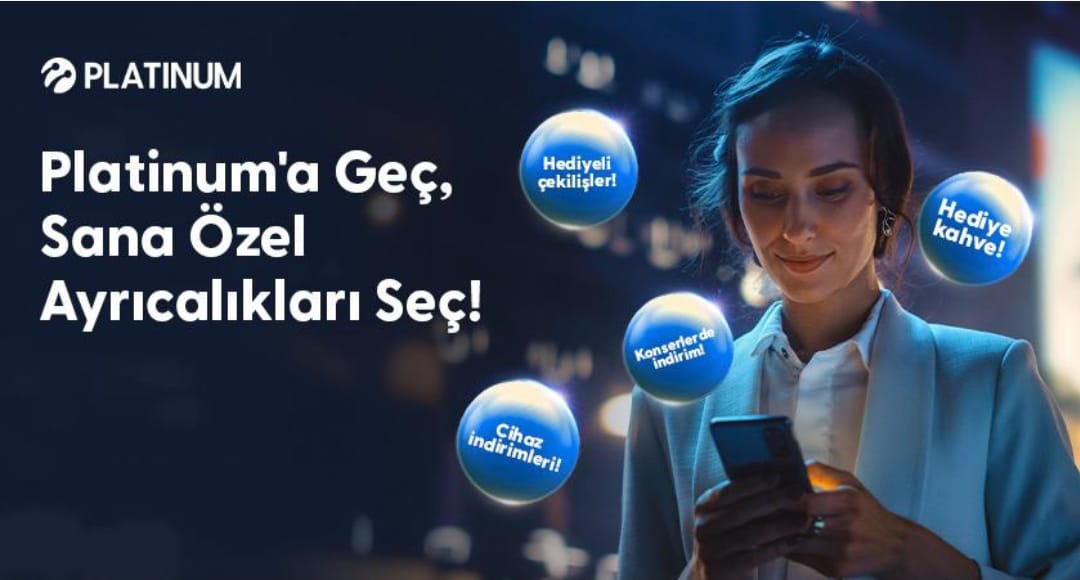 PLATINUM
Platinum'a Geç,
Sana Özel
Ayrıcalıkları Seç!
Hediyeli
çekilişler!
Hediye
kahve!
Konserlerde
indirim!
Cihaz
indirimleri!